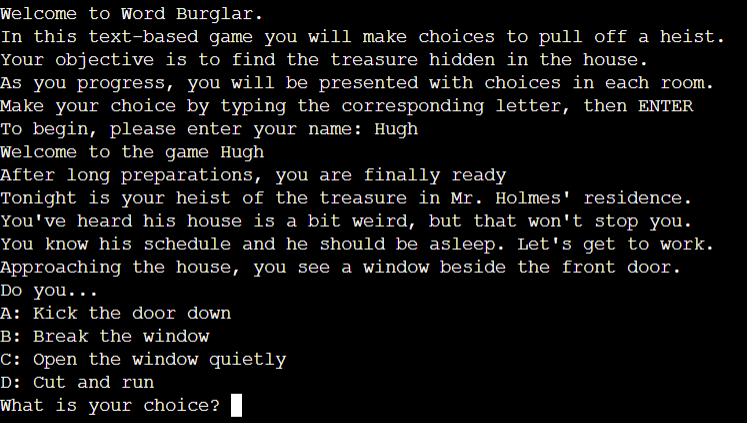 Welcome to Word Burglar.
In this text-based game you will make choices to pull off a heist.
Your objective is to find the treasure hidden in the house.
As you progress, you will be presented with choices in each room.
Make your choice by typing the corresponding letter, then ENTER
To begin, please enter your name: Hugh
Welcome to the game Hugh
After long preparations, you are finally ready
Tonight is your heist of the treasure in Mr. Holmes' residence.
You've heard his house is a bit weird, but that won't stop you.
You know his schedule and he should be asleep. Let's get to work.
Approaching the house, you see a window beside the front door.
Do you...
A: Kick the door down
B: Break the window
C: Open the window quietly
D: Cut and run
What is your choice?